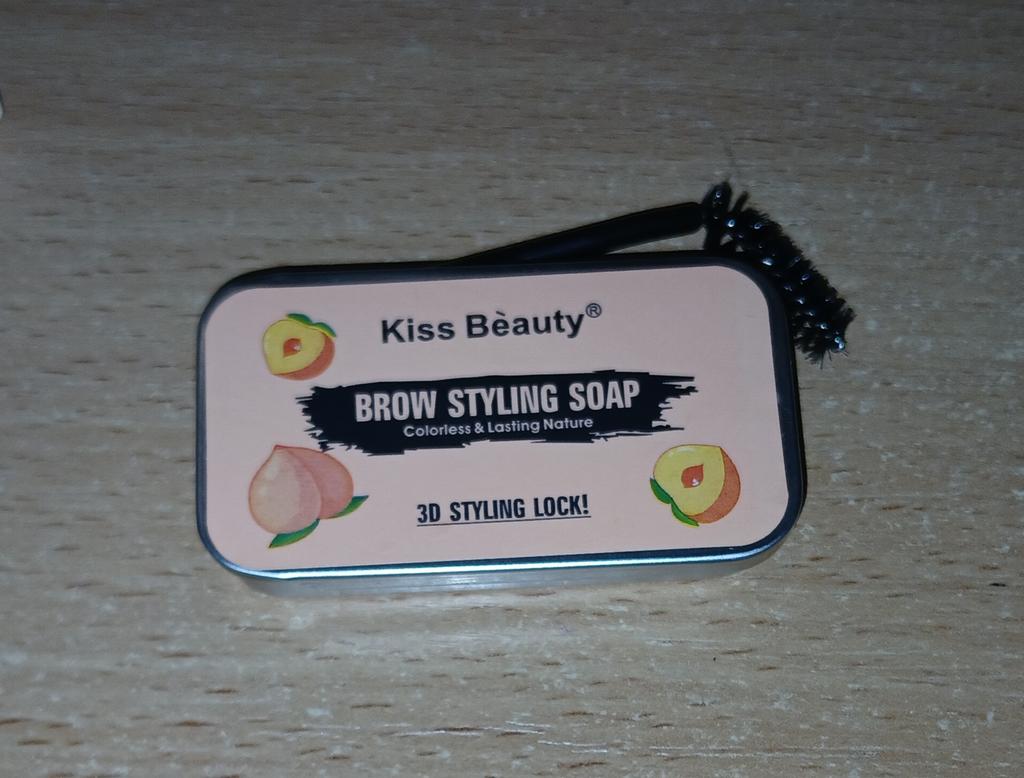 Kiss Bèauty®
BROW STYLING SOAP
Colorless & Lasting Nature
3D STYLING LOCK!